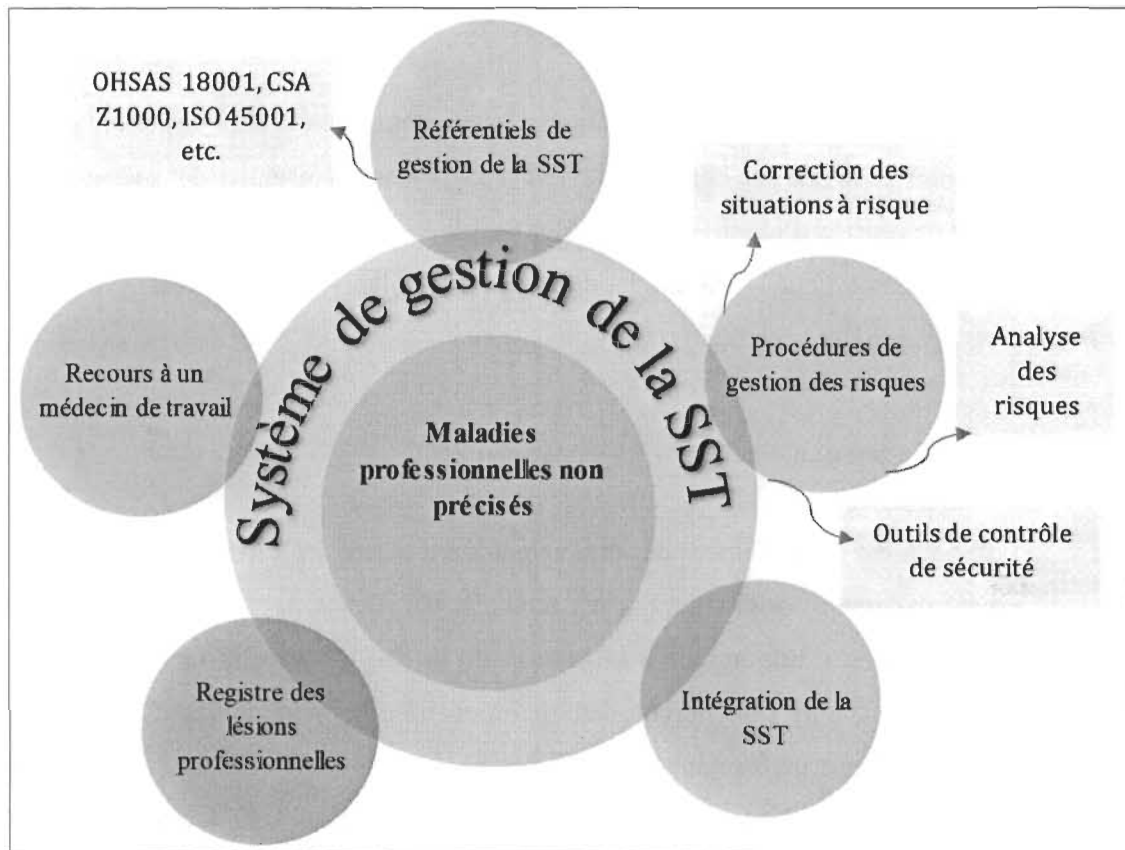 OHSAS 18001, CSA
Z1000, ISO 45001,
etc.
Référentiels de
gestion de la SST
Correction des
situations à risque
Système de gestion de la SST
Procédures de
gestion des risques
Analyse
des
risques
Recours à un
médecin de travail
Maladies
professionnelles non
précisés
Outils de contrôle
de sécurité
Registre des
lésions
professionnelles
Intégration de la
SST